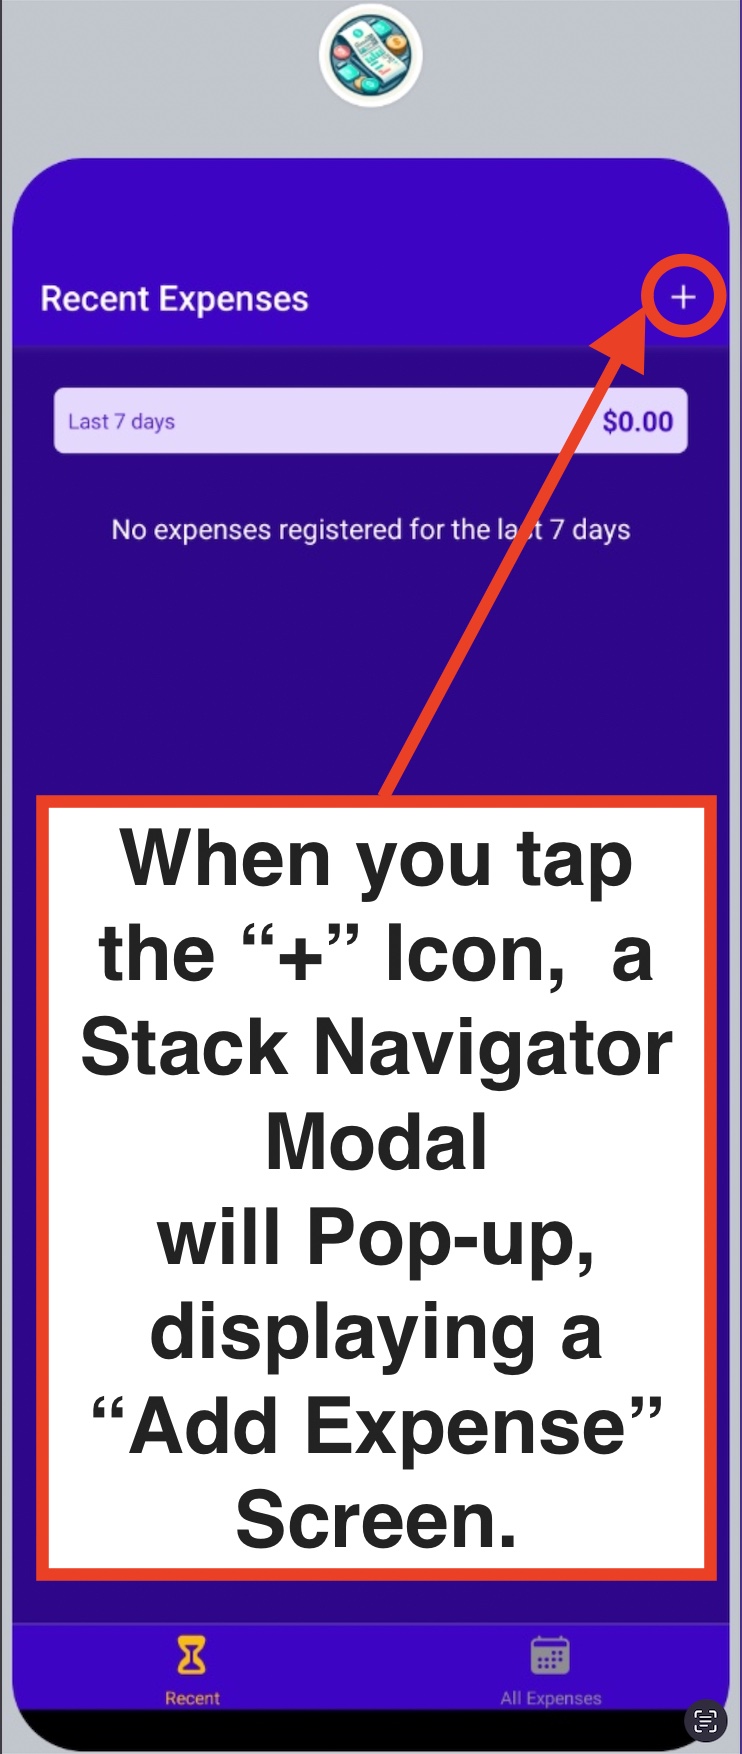 Recent Expenses +
Last 7 days $0.00
No expenses registered for the last 7 days
When you tap
the “+” Icon,  a
Stack Navigator
Modal
will Pop-up,
displaying a
“Add Expense”
Screen.
Recent All Expenses